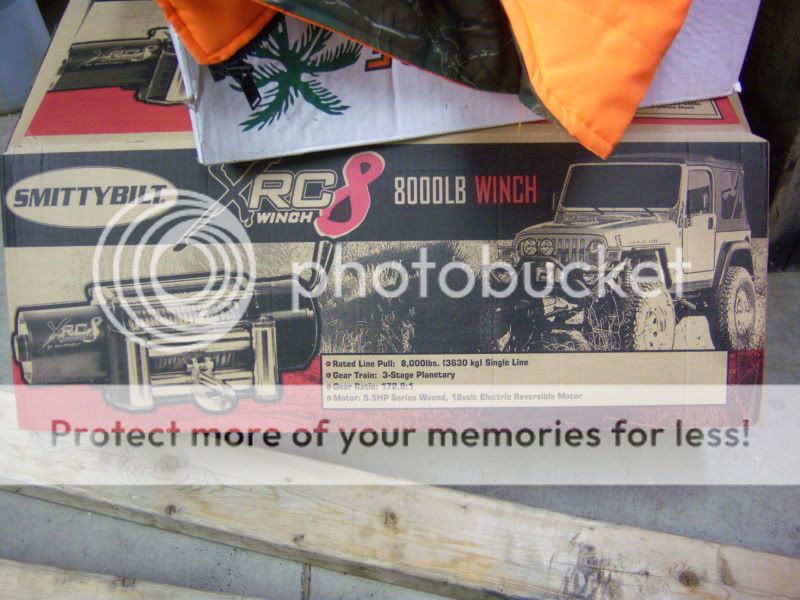 SMITTYBILT
XRC8
WINCH
8000LB WINCH
XRC8
Rated Line Pull: 8,000lbs. (3630 kg) Single Line
Gear Train: 3-Stage Planetary
Gear Ratio: 172.8:1
Motor: 5.5HP Series Wound, 12volt Electric Reversible Motor
photobucket
Protect more of your memories for less!